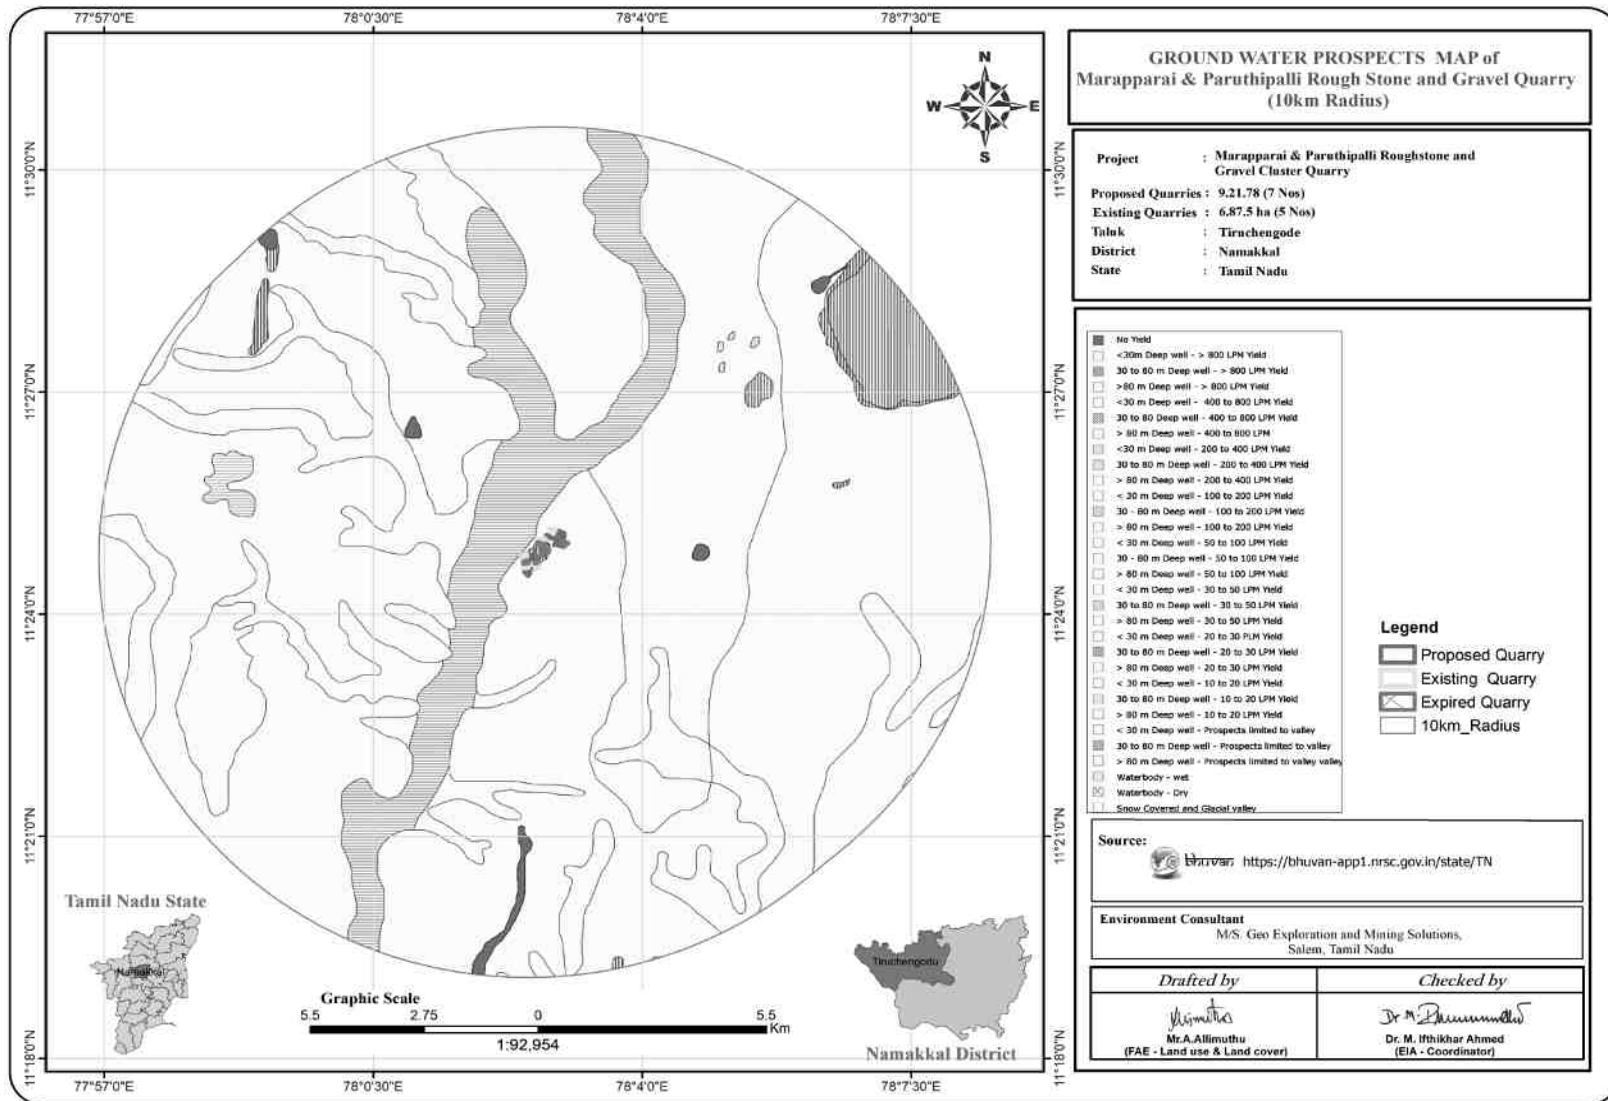 77°57'0"E
78°0'30"E
78°4'0"E
78°7'30"E
11°30'0"N
11°27'0"N
11°24'0"N
11°21'0"N
11°18'0"N
N
W
E
S
11°30'0"N
11°27'0"N
11°24'0"N
11°21'0"N
11°18'0"N
Tamil Nadu State
Namakkal
Graphic Scale
5.5 2.75 0 5.5
Km
1:92,954
Tiruchengodu
Namakkal District
77°57'0"E
78°0'30"E
78°4'0"E
78°7'30"E
GROUND WATER PROSPECTS MAP of
Marapparai & Paruthipalli Rough Stone and Gravel Quarry
(10km Radius)
Project : Marapparai & Paruthipalli Roughstone and
Gravel Cluster Quarry
Proposed Quarries : 9.21.78 (7 Nos)
Existing Quarries : 6.87.5 ha (5 Nos)
Taluk : Tiruchengode
District : Namakkal
State : Tamil Nadu
No Yield
<30m Deep well - > 800 LPM Yield
30 to 80 m Deep well - > 800 LPM Yield
>80 m Deep well - > 800 LPM Yield
<30 m Deep well - 400 to 800 LPM Yield
30 to 80 Deep well - 400 to 800 LPM Yield
> 80 m Deep well - 400 to 800 LPM
<30 m Deep well - 200 to 400 LPM Yield
30 to 80 m Deep well - 200 to 400 LPM Yield
> 80 m Deep well - 200 to 400 LPM Yield
< 30 m Deep well - 100 to 200 LPM Yield
30 - 80 m Deep well - 100 to 200 LPM Yield
> 80 m Deep well - 100 to 200 LPM Yield
< 30 m Deep well - 50 to 100 LPM Yield
30 - 80 m Deep well - 50 to 100 LPM Yield
> 80 m Deep well - 50 to 100 LPM Yield
< 30 m Deep well - 30 to 50 LPM Yield
30 to 80 m Deep well - 30 to 50 LPM Yield
> 80 m Deep well - 30 to 50 LPM Yield
< 30 m Deep well - 20 to 30 PLM Yield
30 to 80 m Deep well - 20 to 30 LPM Yield
> 80 m Deep well - 20 to 30 LPM Yield
< 30 m Deep well - 10 to 20 LPM Yield
30 to 80 m Deep well - 10 to 20 LPM Yield
> 80 m Deep well - 10 to 20 LPM Yield
< 30 m Deep well - Prospects limited to valley
30 to 80 m Deep well - Prospects limited to valley
> 80 m Deep well - Prospects limited to valley valley
Waterbody - wet
Waterbody - Dry
Snow Covered and Glacial valley
Legend
Proposed Quarry
Existing Quarry
Expired Quarry
10km_Radius
Source:
bhuvan https://bhuvan-app1.nrsc.gov.in/state/TN
Environment Consultant
M/S. Geo Exploration and Mining Solutions,
Salem, Tamil Nadu
Drafted by
Checked by
Mr.A.Allimuthu
(FAE - Land use & Land cover)
Dr. M. Ifthikhar Ahmed
(EIA - Coordinator)